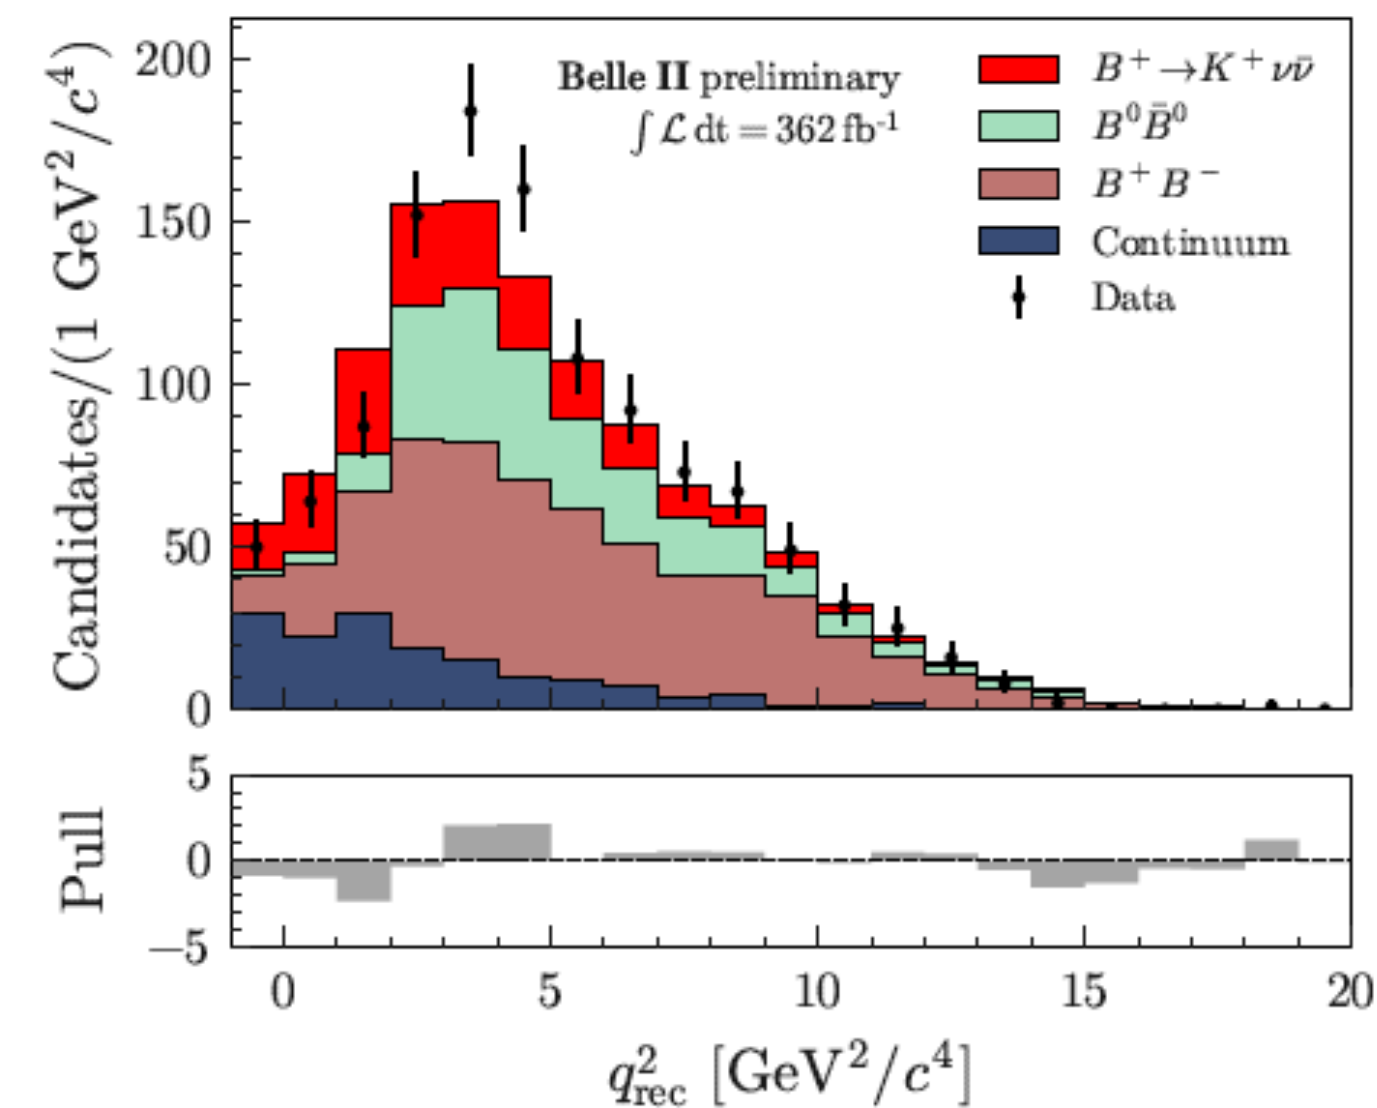 Candidates/(1 GeV²/c⁴)
200
150
100
50
0
Belle II preliminary
∫ℒ dt = 362 fb⁻¹
B⁺→K⁺νν̄
B⁰B̄⁰
B⁺B⁻
Continuum
Data
Pull
5
0
−5
0 5 10 15 20
q²rec [GeV²/c⁴]